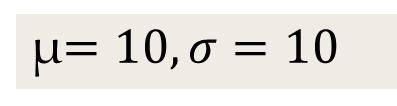 μ= 10, σ = 10